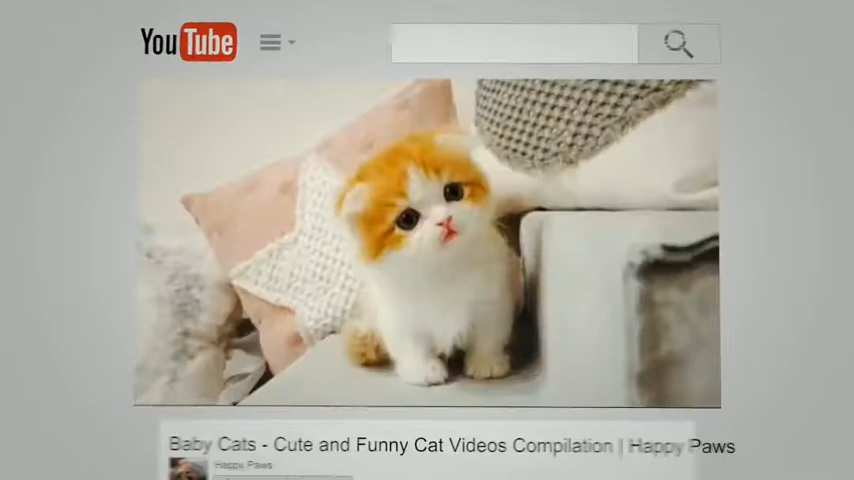 YouTube
Baby Cats - Cute and Funny Cat Videos Compilation | Happy Paws
Happy Paws